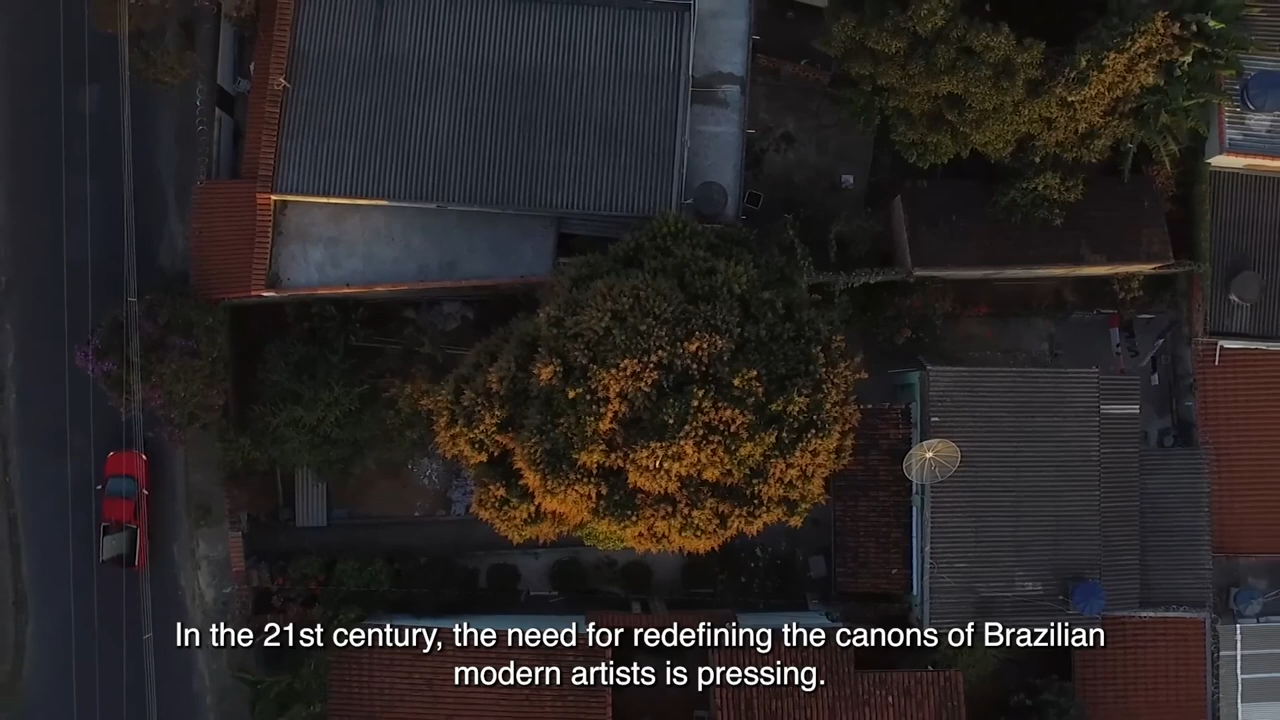 In the 21st century, the need for redefining the canons of Brazilian
modern artists is pressing.